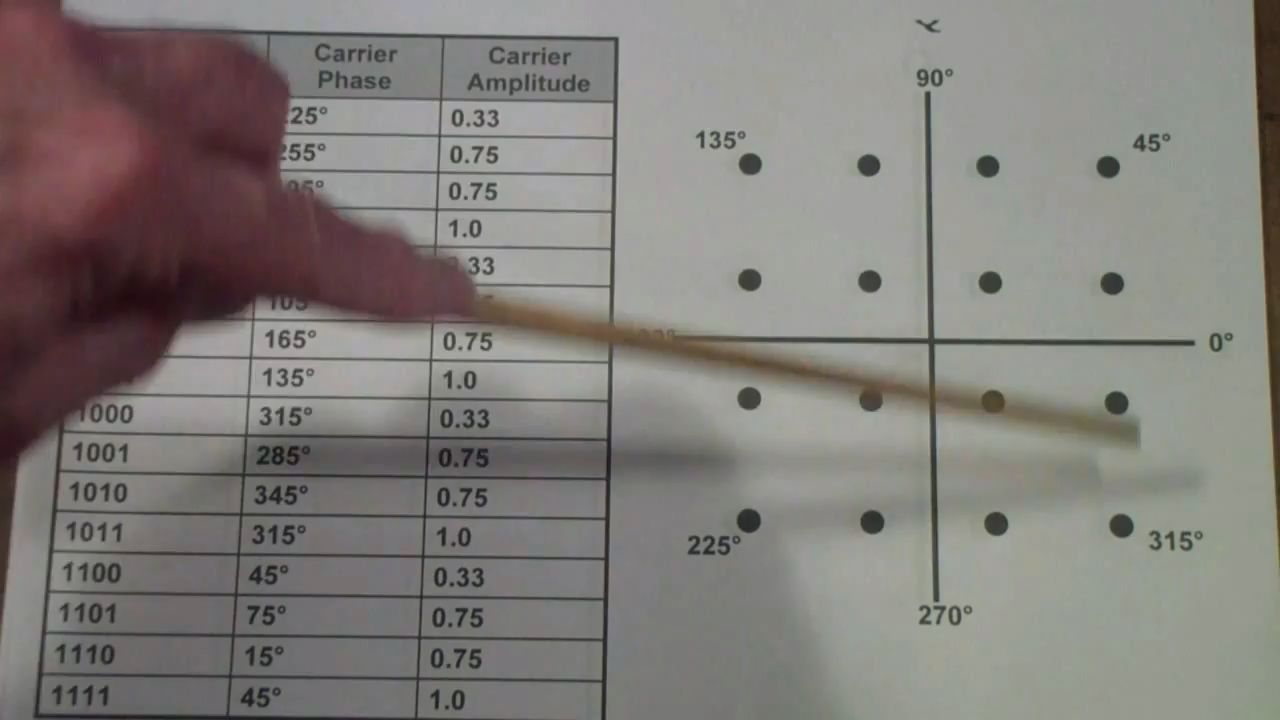 Carrier Phase Carrier Amplitude
25° 0.33
255° 0.75
0.75
1.0
.33
105°
165° 0.75
135° 1.0
1000 315° 0.33
1001 285° 0.75
1010 345° 0.75
1011 315° 1.0
1100 45° 0.33
1101 75° 0.75
1110 15° 0.75
1111 45° 1.0
Y
90°
135°
45°
0°
225°
315°
270°